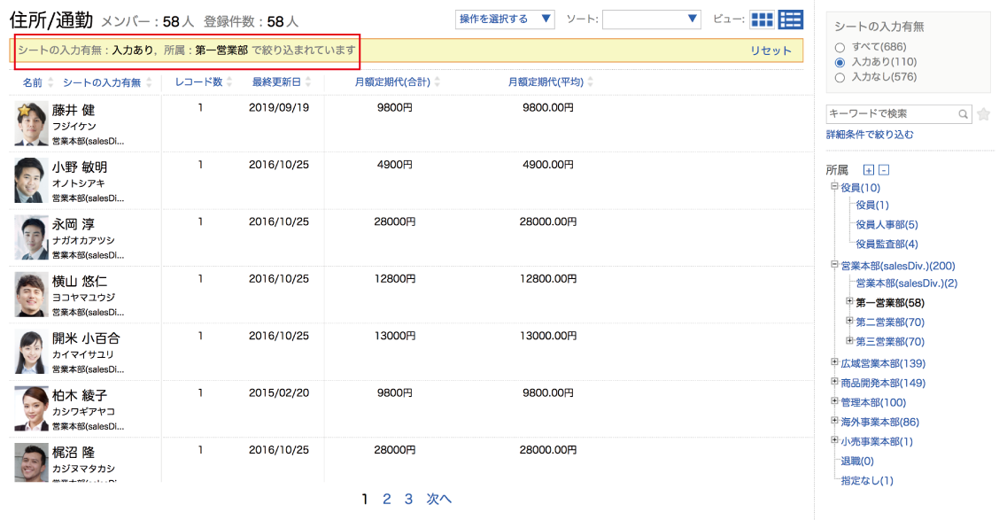 住所/通勤 メンバー：58人 登録件数：58人 操作を選択する ▼ ソート： ▼ ビュー：
シートの入力有無：入力あり, 所属：第一営業部 で絞り込まれています リセット
名前 シートの入力有無 レコード数 最終更新日 月額定期代(合計) 月額定期代(平均)
藤井 健 1 2019/09/19 9800円 9800.00円
フジイケン
営業本部(salesDi...
小野 敏明 1 2016/10/25 4900円 4900.00円
オノトシアキ
営業本部(salesDi...
永岡 淳 1 2016/10/25 28000円 28000.00円
ナガオカアツシ
営業本部(salesDi...
横山 悠仁 1 2016/10/25 12800円 12800.00円
ヨコヤマユウジ
営業本部(salesDi...
開米 小百合 1 2016/10/25 13000円 13000.00円
カイマイサユリ
営業本部(salesDi...
柏木 綾子 1 2015/02/20 9800円 9800.00円
カシワギアヤコ
営業本部(salesDi...
梶沼 隆 1 2016/10/25 28000円 28000.00円
カジヌマタカシ
営業本部(salesDi...
1 2 3 次へ
シートの入力有無
すべて(686)
入力あり(110)
入力なし(576)
キーワードで検索
詳細条件で絞り込む
所属 + -
役員(10)
役員(1)
役員人事部(5)
役員監査部(4)
営業本部(salesDiv.)(200)
営業本部(salesDiv.)(2)
第一営業部(58)
第二営業部(70)
第三営業部(70)
広域営業本部(139)
商品開発本部(149)
管理本部(100)
海外事業本部(86)
小売事業本部(1)
退職(0)
指定なし(1)